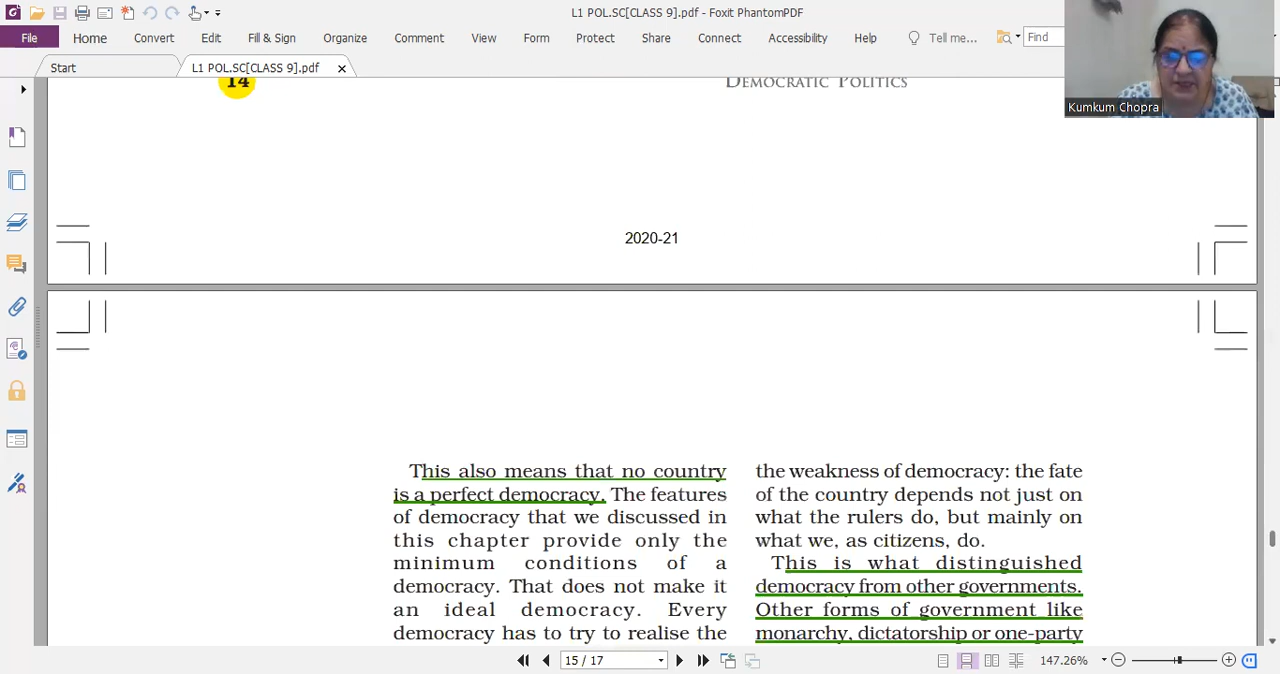 L1 POL.SC[CLASS 9].pdf - Foxit PhantomPDF
File Home Convert Edit Fill & Sign Organize Comment View Form Protect Share Connect Accessibility Help Tell me... Find
Start L1 POL.SC[CLASS 9].pdf
Kumkum Chopra
14 DEMOCRATIC POLITICS
2020-21
This also means that no country
is a perfect democracy. The features
of democracy that we discussed in
this chapter provide only the
minimum conditions of a
democracy. That does not make it
an ideal democracy. Every
democracy has to try to realise the
the weakness of democracy: the fate
of the country depends not just on
what the rulers do, but mainly on
what we, as citizens, do.
This is what distinguished
democracy from other governments.
Other forms of government like
monarchy, dictatorship or one-party
15 / 17
147.26%